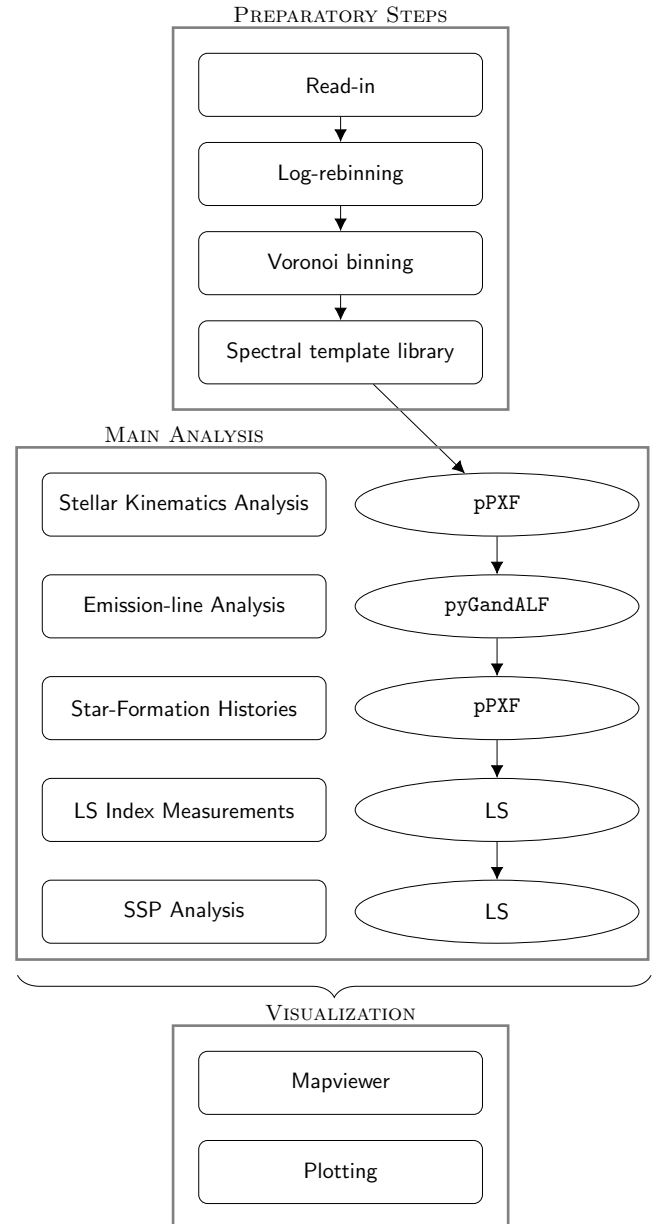 PREPARATORY STEPS
Read-in
Log-rebinning
Voronoi binning
Spectral template library
MAIN ANALYSIS
Stellar Kinematics Analysis
pPXF
Emission-line Analysis
pyGandALF
Star-Formation Histories
pPXF
LS Index Measurements
LS
SSP Analysis
LS
VISUALIZATION
Mapviewer
Plotting